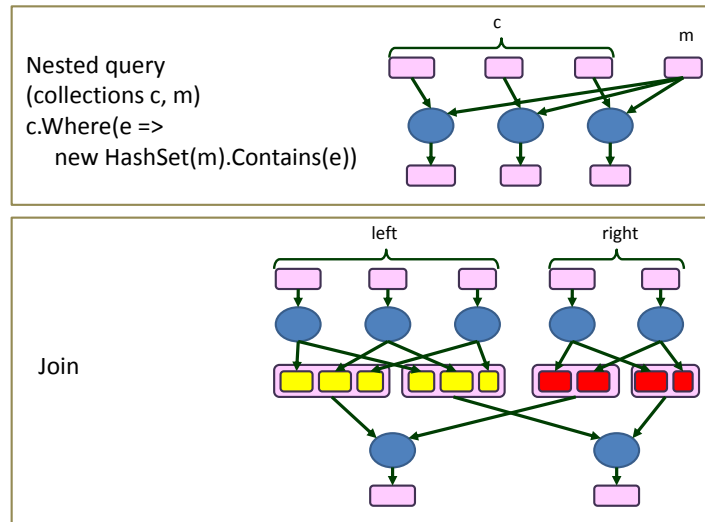 c
m
Nested query
(collections c, m)
c.Where(e =>
new HashSet(m).Contains(e))
left
right
Join